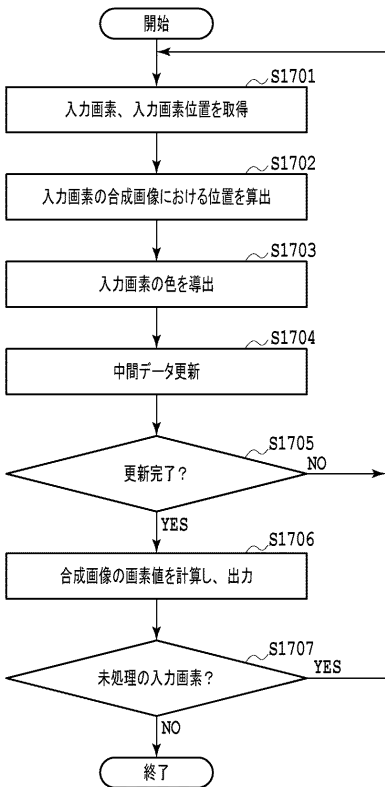 開始
S1701
入力画素、入力画素位置を取得
S1702
入力画素の合成画像における位置を算出
S1703
入力画素の色を導出
S1704
中間データ更新
S1705
更新完了？
NO
YES
S1706
合成画像の画素値を計算し、出力
S1707
未処理の入力画素？
YES
NO
終了